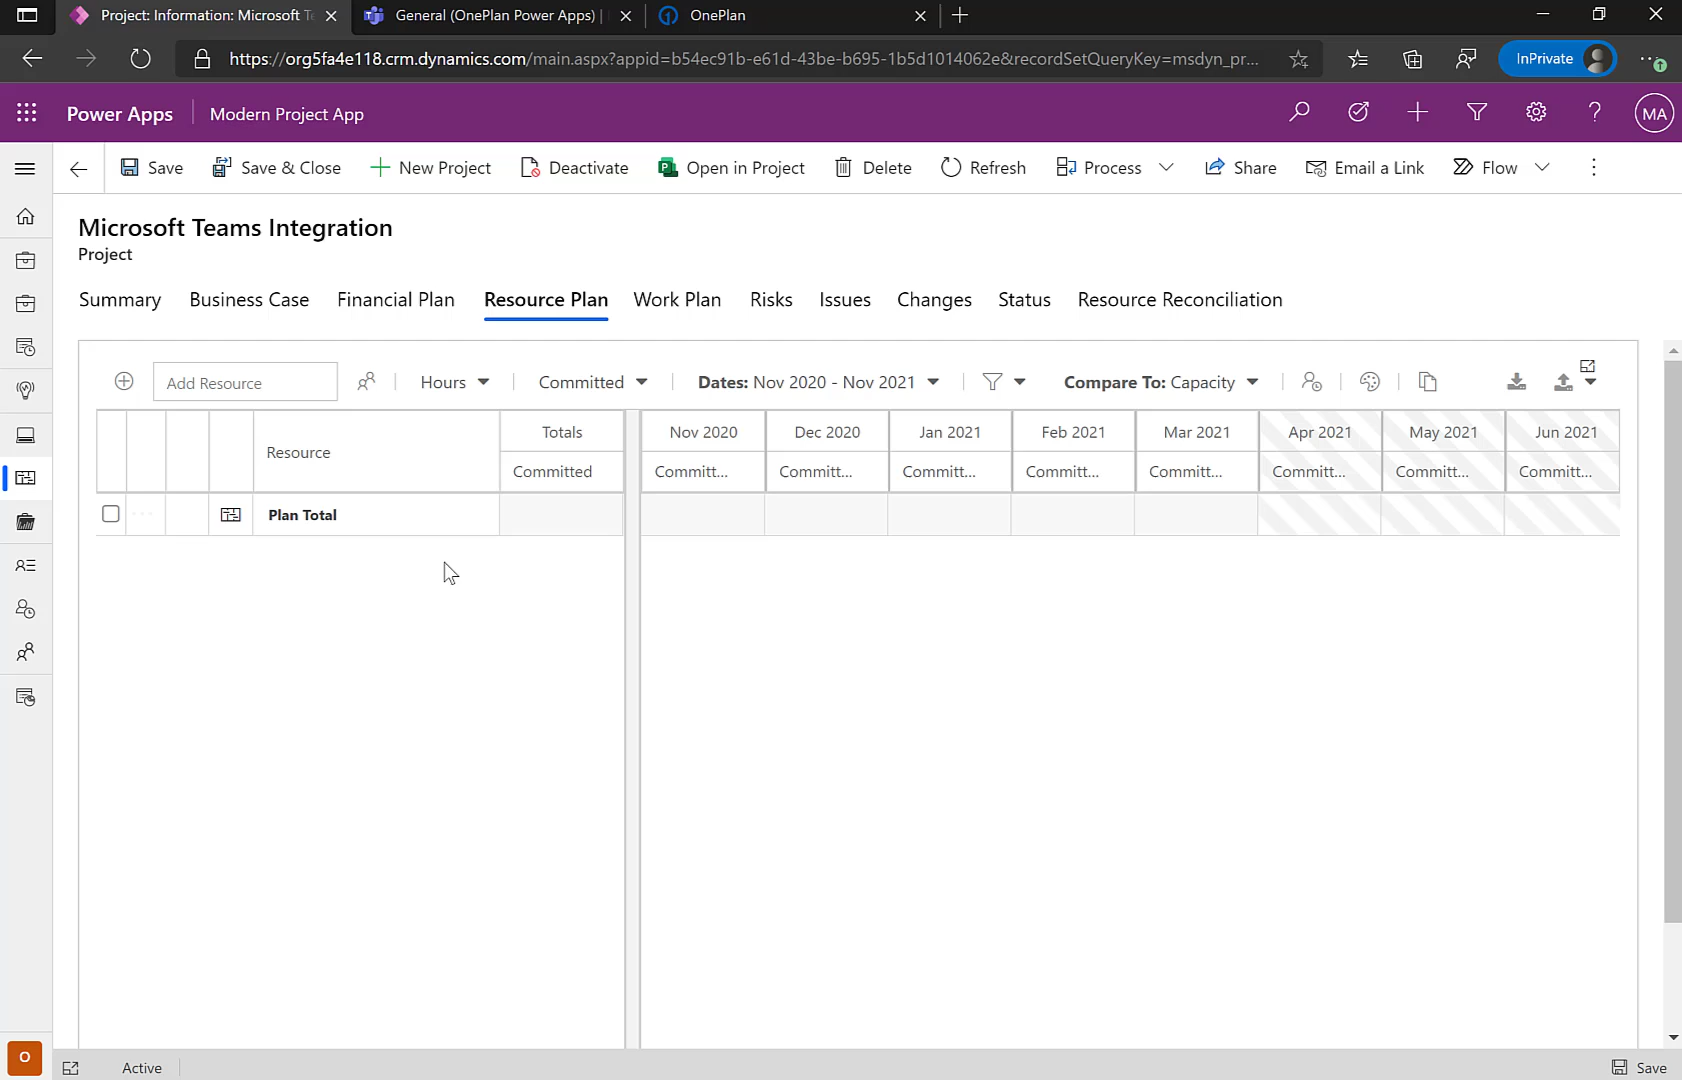 Project: Information: Microsoft Te
General (OnePlan Power Apps) |
OnePlan
https://org5fa4e118.crm.dynamics.com/main.aspx?appid=b54ec91b-e61d-43be-b695-1b5d1014062e&recordSetQueryKey=msdyn_pr...
InPrivate
Power Apps
Modern Project App
MA
Save
Save & Close
New Project
Deactivate
Open in Project
Delete
Refresh
Process
Share
Email a Link
Flow
Microsoft Teams Integration
Project
Summary
Business Case
Financial Plan
Resource Plan
Work Plan
Risks
Issues
Changes
Status
Resource Reconciliation
Add Resource
Hours
Committed
Dates: Nov 2020 - Nov 2021
Compare To: Capacity
Resource
Totals
Nov 2020
Dec 2020
Jan 2021
Feb 2021
Mar 2021
Apr 2021
May 2021
Jun 2021
Committed
Committ...
Committ...
Committ...
Committ...
Committ...
Committ...
Committ...
Committ...
Plan Total
O
Active
Save